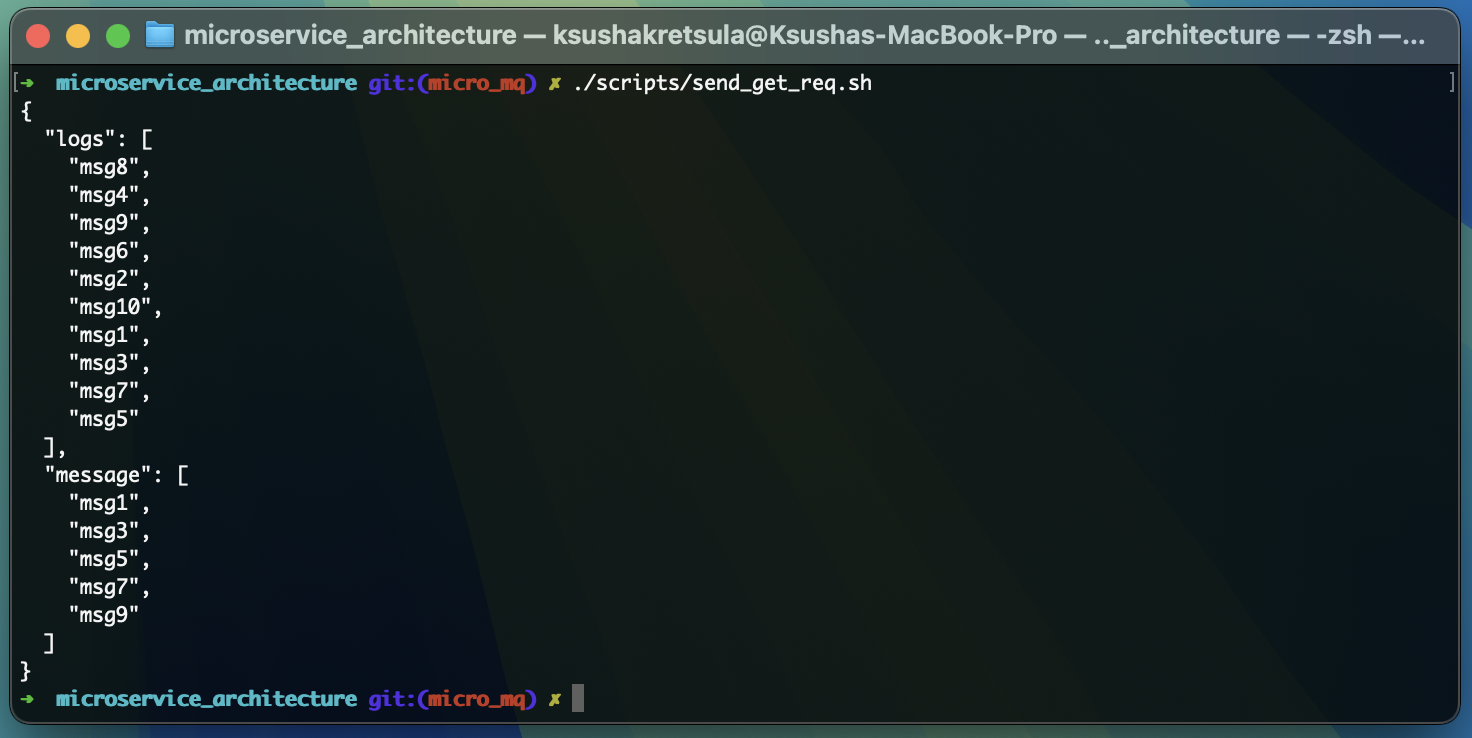 microservice_architecture — ksushakretsula@Ksushas-MacBook-Pro — .._architecture — -zsh —...
[➜  microservice_architecture git:(micro_mq) ✗ ./scripts/send_get_req.sh ]
{
  "logs": [
    "msg8",
    "msg4",
    "msg9",
    "msg6",
    "msg2",
    "msg10",
    "msg1",
    "msg3",
    "msg7",
    "msg5"
  ],
  "message": [
    "msg1",
    "msg3",
    "msg5",
    "msg7",
    "msg9"
  ]
}
➜  microservice_architecture git:(micro_mq) ✗